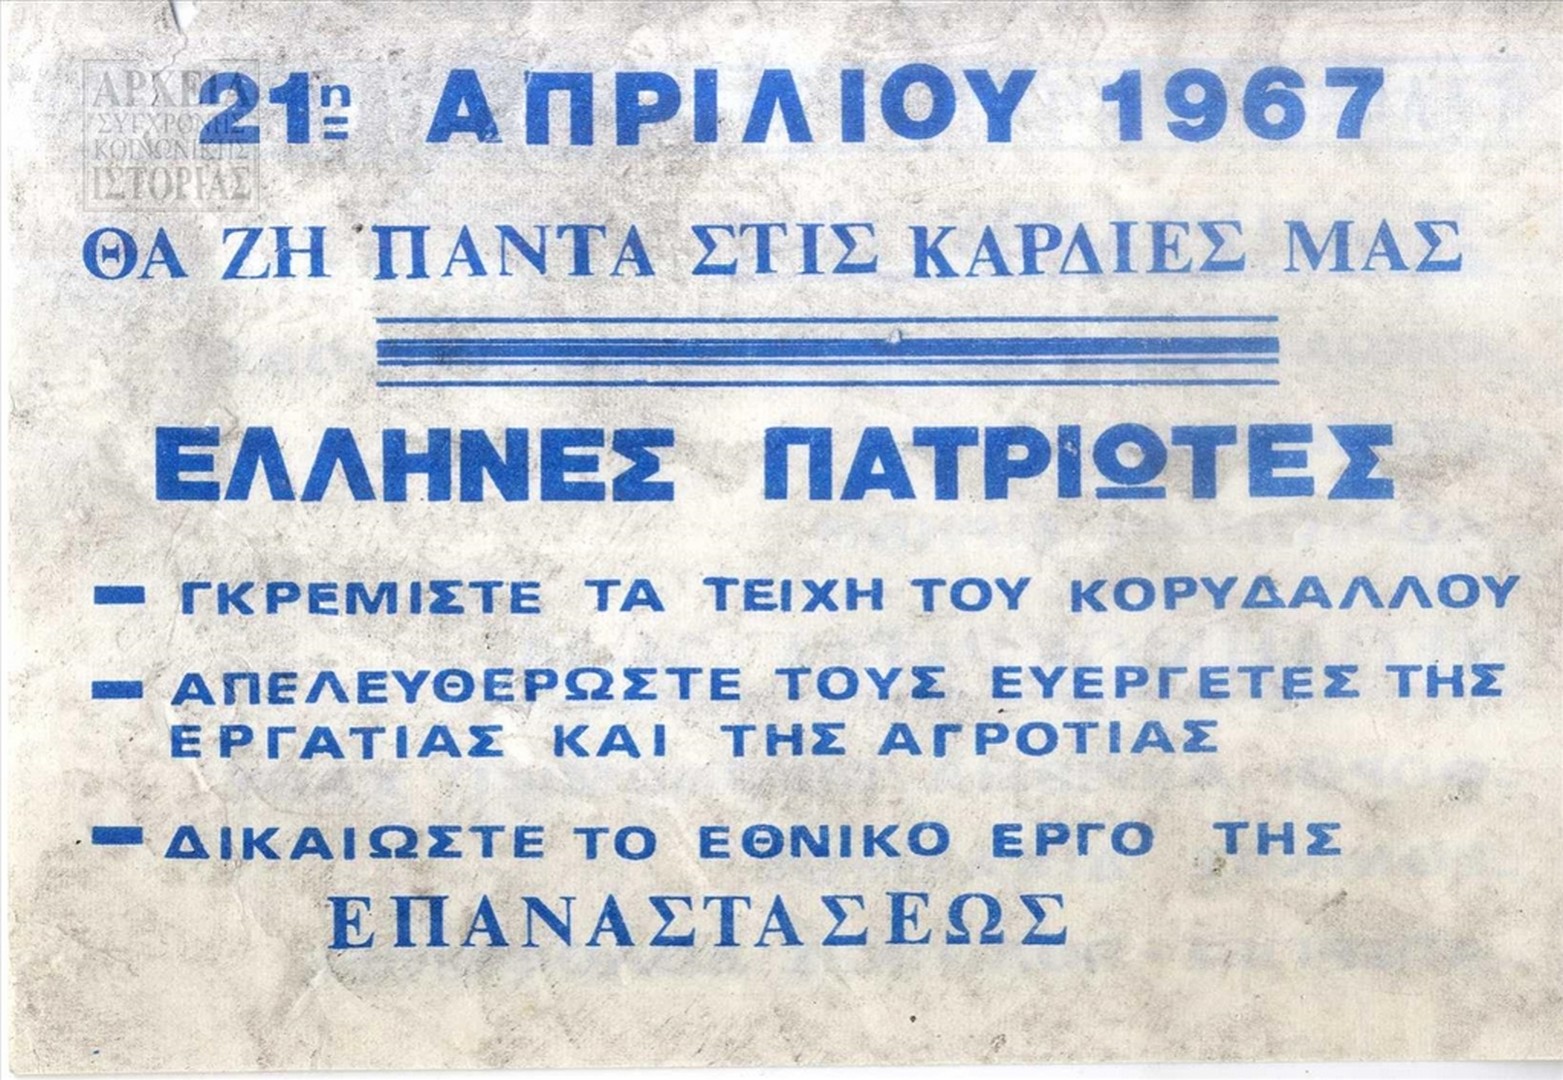 21η ΑΠΡΙΛΙΟΥ 1967
ΑΡΧΕΙΑ
ΣΥΓΧΡΟΝΗΣ
ΚΟΙΝΩΝΙΚΗΣ
ΙΣΤΟΡΙΑΣ
ΘΑ ΖΗ ΠΑΝΤΑ ΣΤΙΣ ΚΑΡΔΙΕΣ ΜΑΣ
ΕΛΛΗΝΕΣ ΠΑΤΡΙΩΤΕΣ
– ΓΚΡΕΜΙΣΤΕ ΤΑ ΤΕΙΧΗ ΤΟΥ ΚΟΡΥΔΑΛΛΟΥ
– ΑΠΕΛΕΥΘΕΡΩΣΤΕ ΤΟΥΣ ΕΥΕΡΓΕΤΕΣ ΤΗΣ
ΕΡΓΑΤΙΑΣ ΚΑΙ ΤΗΣ ΑΓΡΟΤΙΑΣ
– ΔΙΚΑΙΩΣΤΕ ΤΟ ΕΘΝΙΚΟ ΕΡΓΟ ΤΗΣ
ΕΠΑΝΑΣΤΑΣΕΩΣ